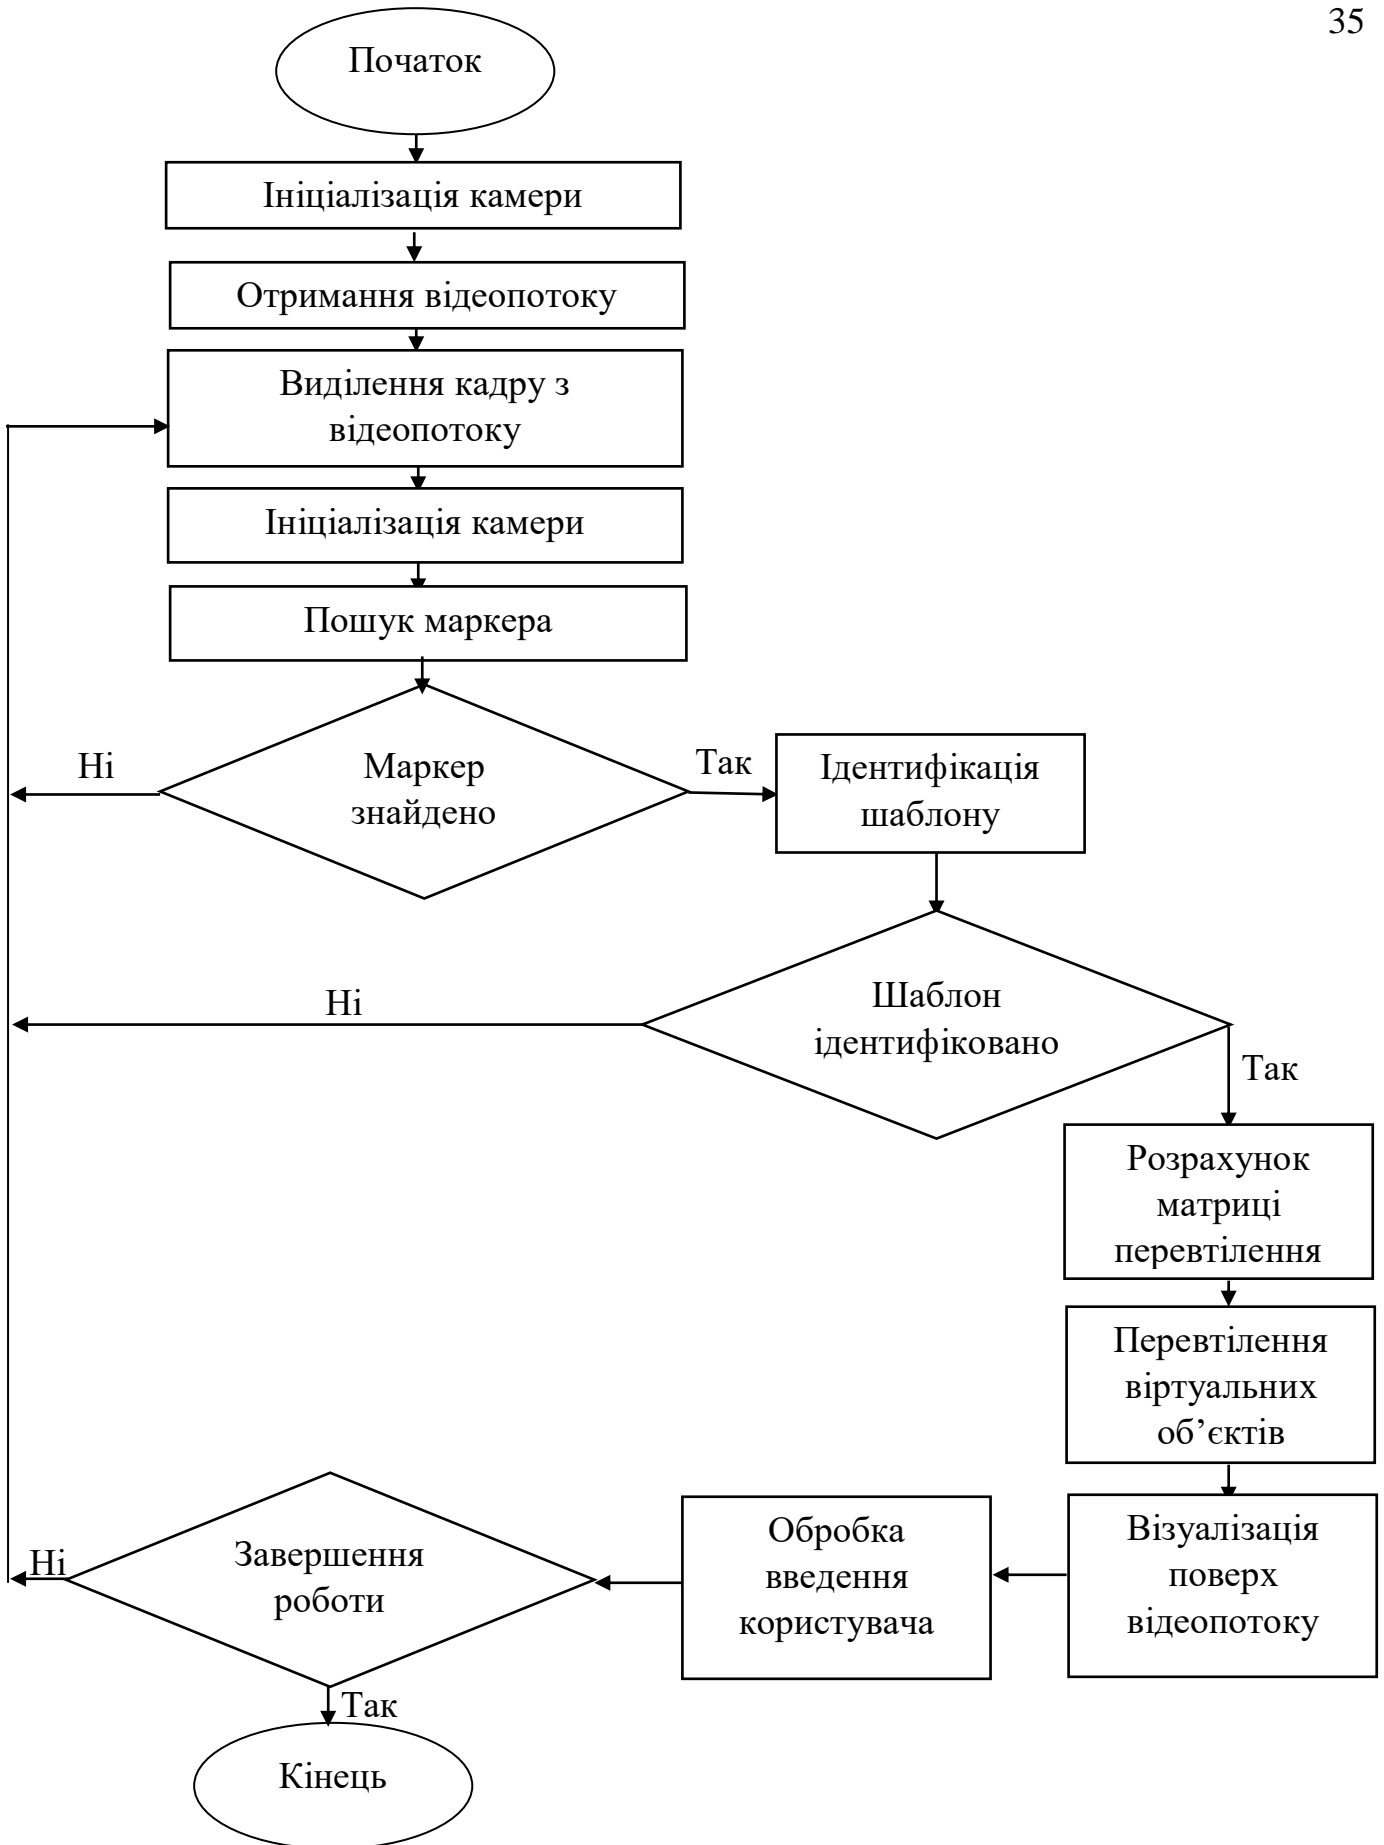 35
Початок
Ініціалізація камери
Отримання відеопотоку
Виділення кадру з
відеопотоку
Ініціалізація камери
Пошук маркера
Ні
Маркер
знайдено
Так
Ідентифікація
шаблону
Ні
Шаблон
ідентифіковано
Так
Розрахунок
матриці
перевтілення
Перевтілення
віртуальних
об’єктів
Візуалізація
поверх
відеопотоку
Обробка
введення
користувача
Завершення
роботи
Ні
Так
Кінець